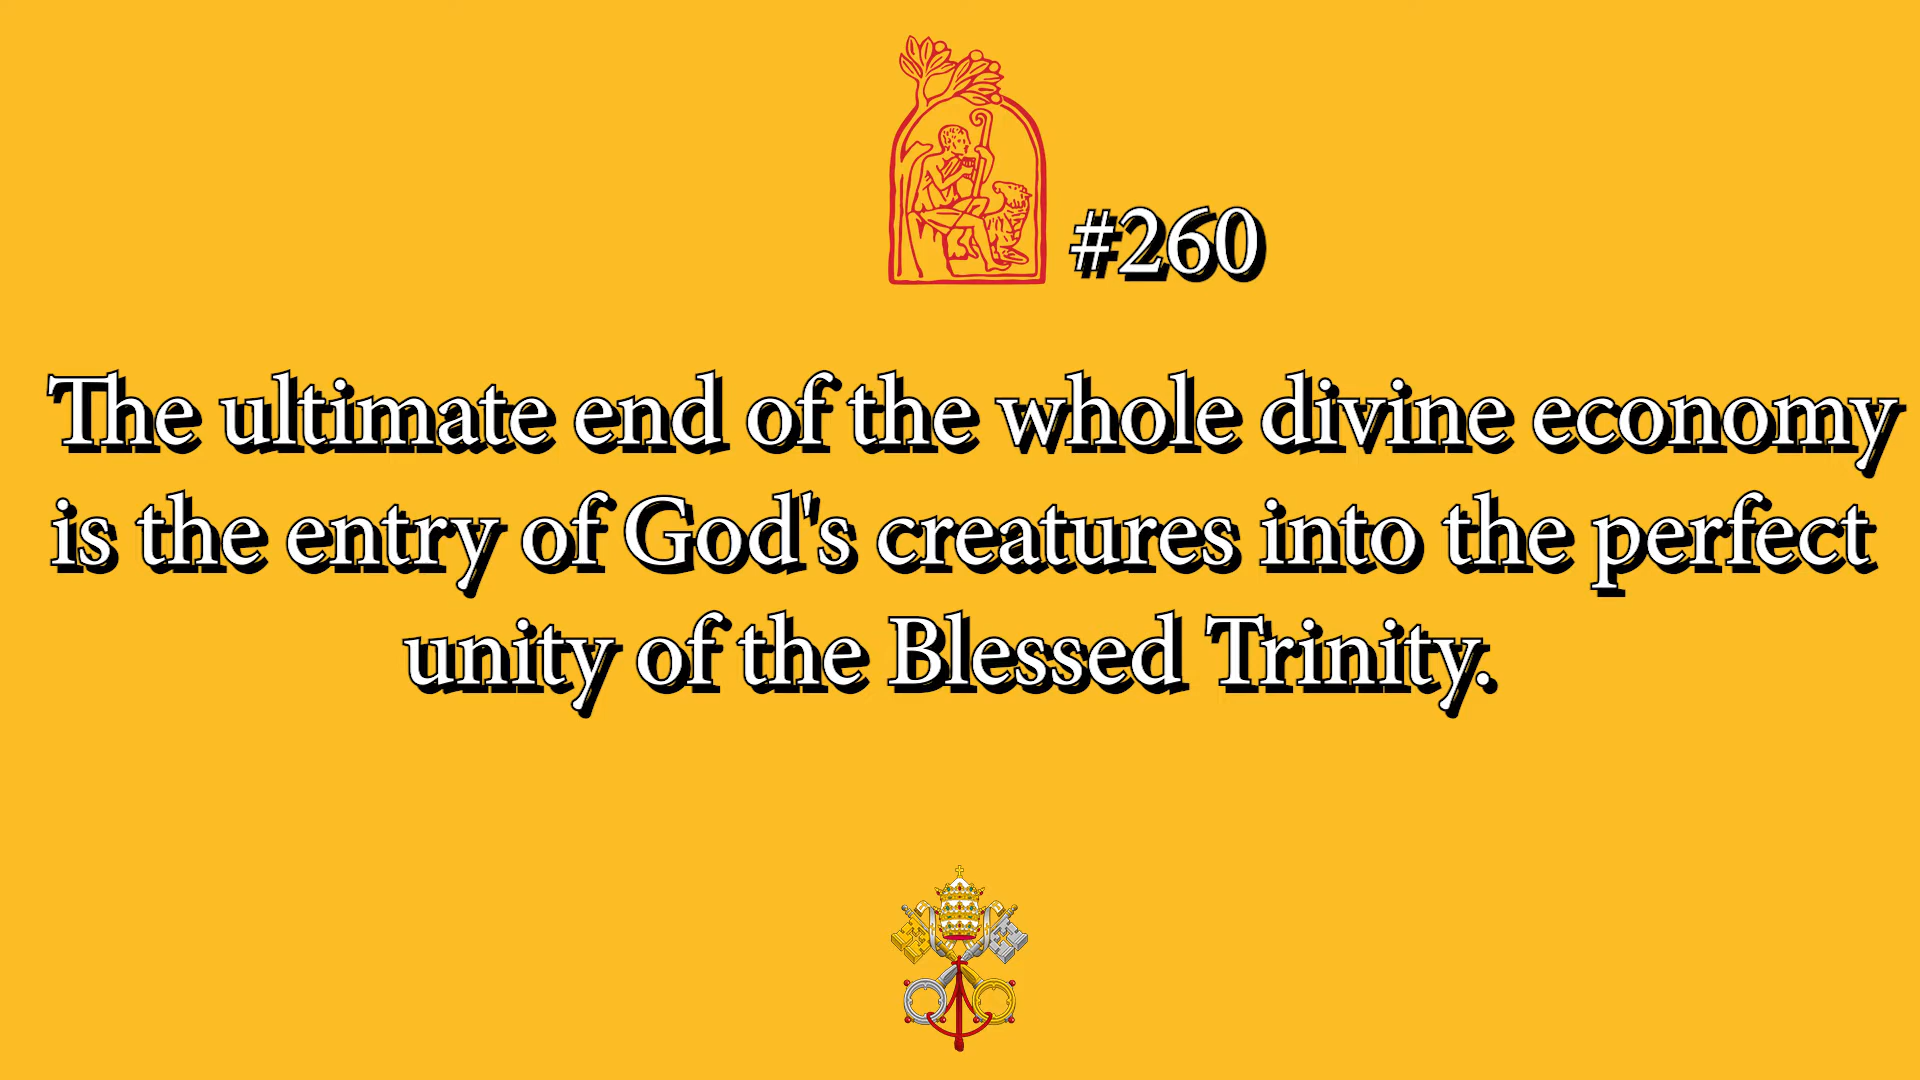 #260
The ultimate end of the whole divine economy
is the entry of God's creatures into the perfect
unity of the Blessed Trinity.